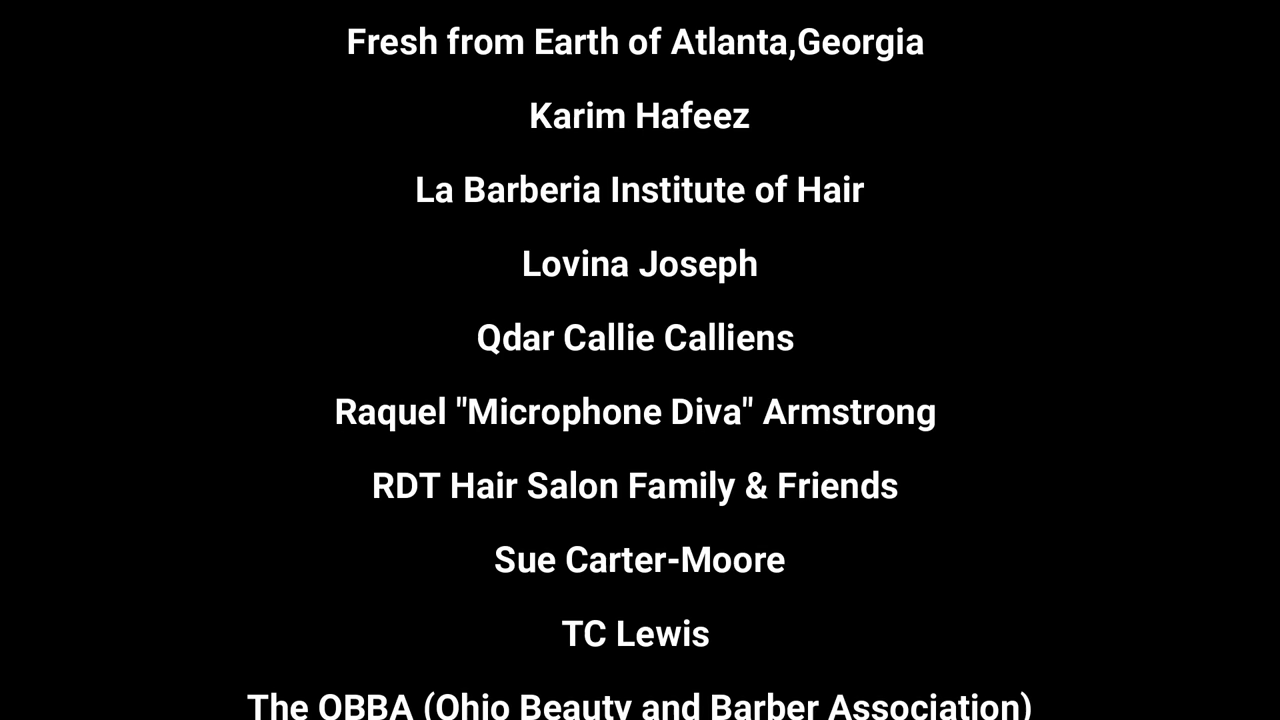 Fresh from Earth of Atlanta,Georgia
Karim Hafeez
La Barberia Institute of Hair
Lovina Joseph
Qdar Callie Calliens
Raquel "Microphone Diva" Armstrong
RDT Hair Salon Family & Friends
Sue Carter-Moore
TC Lewis
The OBBA (Ohio Beauty and Barber Association)